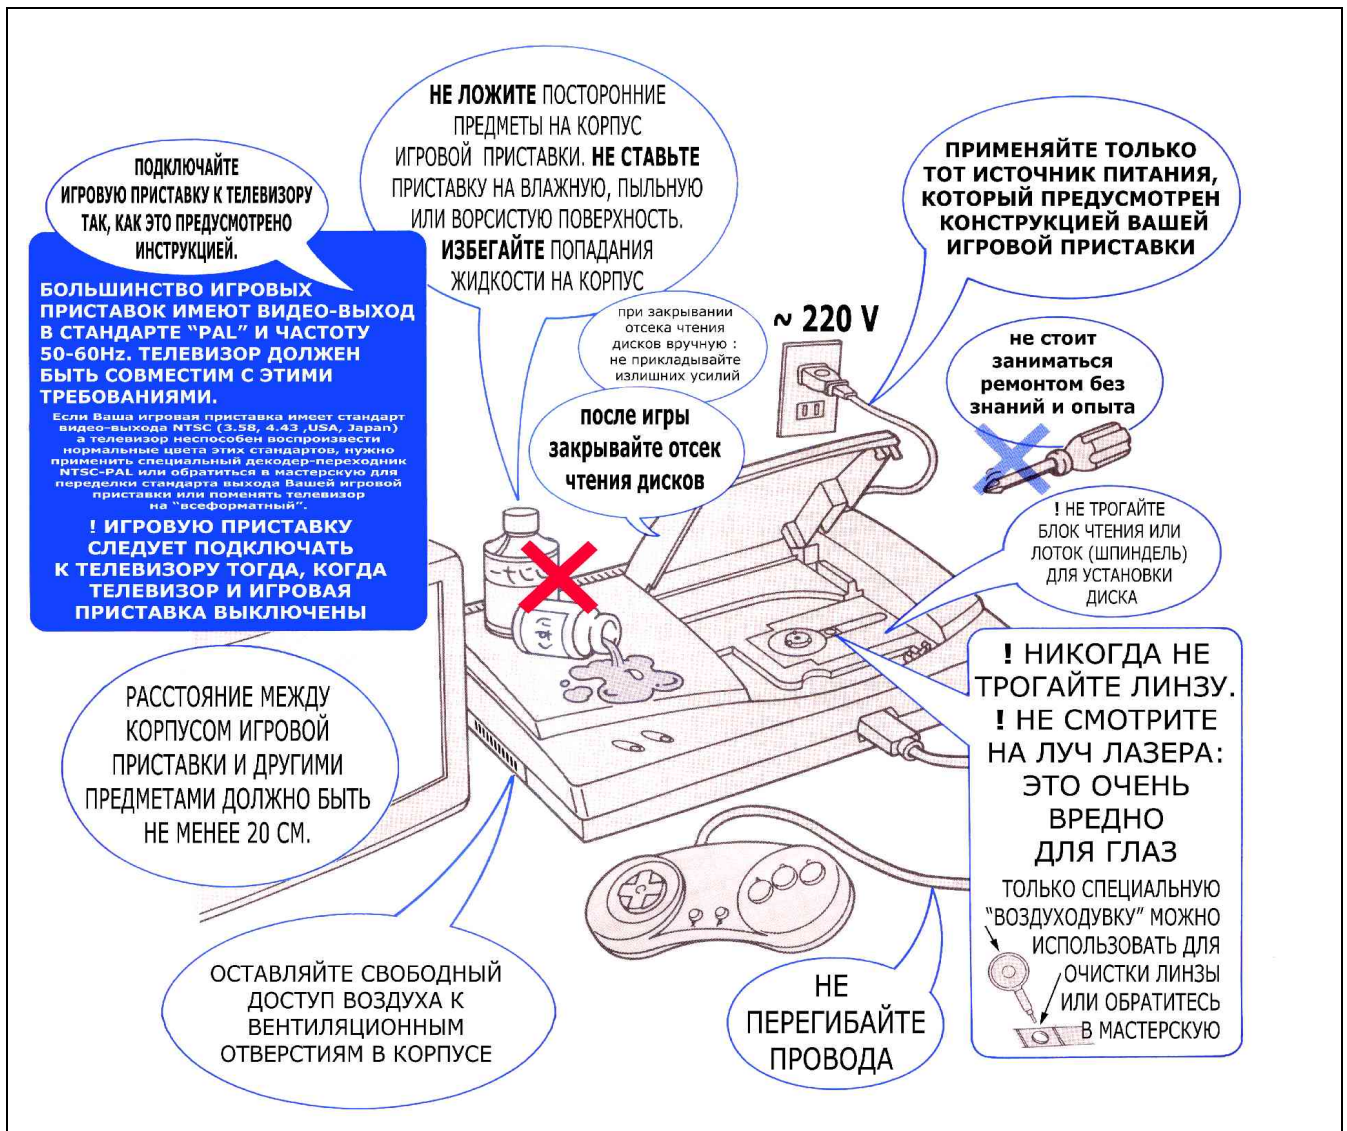 ПОДКЛЮЧАЙТЕ
ИГРОВУЮ ПРИСТАВКУ К ТЕЛЕВИЗОРУ
ТАК, КАК ЭТО ПРЕДУСМОТРЕНО
ИНСТРУКЦИЕЙ.
БОЛЬШИНСТВО ИГРОВЫХ
ПРИСТАВОК ИМЕЮТ ВИДЕО-ВЫХОД
В СТАНДАРТЕ “PAL” И ЧАСТОТУ
50-60Hz. ТЕЛЕВИЗОР ДОЛЖЕН
БЫТЬ СОВМЕСТИМ С ЭТИМИ
ТРЕБОВАНИЯМИ.
Если Ваша игровая приставка имеет стандарт
видео-выхода NTSC (3.58, 4.43 ,USA, Japan)
а телевизор неспособен воспроизвести
нормальные цвета этих стандартов, нужно
применить специальный декодер-переходник
NTSC-PAL или обратиться в мастерскую для
переделки стандарта выхода Вашей игровой
приставки или поменять телевизор
на “всеформатный”.
! ИГРОВУЮ ПРИСТАВКУ
СЛЕДУЕТ ПОДКЛЮЧАТЬ
К ТЕЛЕВИЗОРУ ТОГДА, КОГДА
ТЕЛЕВИЗОР И ИГРОВАЯ
ПРИСТАВКА ВЫКЛЮЧЕНЫ
НЕ ЛОЖИТЕ ПОСТОРОННИЕ
ПРЕДМЕТЫ НА КОРПУС
ИГРОВОЙ ПРИСТАВКИ. НЕ СТАВЬТЕ
ПРИСТАВКУ НА ВЛАЖНУЮ, ПЫЛЬНУЮ
ИЛИ ВОРСИСТУЮ ПОВЕРХНОСТЬ.
ИЗБЕГАЙТЕ ПОПАДАНИЯ
ЖИДКОСТИ НА КОРПУС
при закрывании
отсека чтения
дисков вручную :
не прикладывайте
излишних усилий
после игры
закрывайте отсек
чтения дисков
~ 220 V
ПРИМЕНЯЙТЕ ТОЛЬКО
ТОТ ИСТОЧНИК ПИТАНИЯ,
КОТОРЫЙ ПРЕДУСМОТРЕН
КОНСТРУКЦИЕЙ ВАШЕЙ
ИГРОВОЙ ПРИСТАВКИ
не стоит
заниматься
ремонтом без
знаний и опыта
! НЕ ТРОГАЙТЕ
БЛОК ЧТЕНИЯ ИЛИ
ЛОТОК (ШПИНДЕЛЬ)
ДЛЯ УСТАНОВКИ
ДИСКА
! НИКОГДА НЕ
ТРОГАЙТЕ ЛИНЗУ.
! НЕ СМОТРИТЕ
НА ЛУЧ ЛАЗЕРА:
ЭТО ОЧЕНЬ
ВРЕДНО
ДЛЯ ГЛАЗ
ТОЛЬКО СПЕЦИАЛЬНУЮ
“ВОЗДУХОДУВКУ” МОЖНО
ИСПОЛЬЗОВАТЬ ДЛЯ
ОЧИСТКИ ЛИНЗЫ
ИЛИ ОБРАТИТЕСЬ
В МАСТЕРСКУЮ
РАССТОЯНИЕ МЕЖДУ
КОРПУСОМ ИГРОВОЙ
ПРИСТАВКИ И ДРУГИМИ
ПРЕДМЕТАМИ ДОЛЖНО БЫТЬ
НЕ МЕНЕЕ 20 СМ.
ОСТАВЛЯЙТЕ СВОБОДНЫЙ
ДОСТУП ВОЗДУХА К
ВЕНТИЛЯЦИОННЫМ
ОТВЕРСТИЯМ В КОРПУСЕ
НЕ
ПЕРЕГИБАЙТЕ
ПРОВОДА